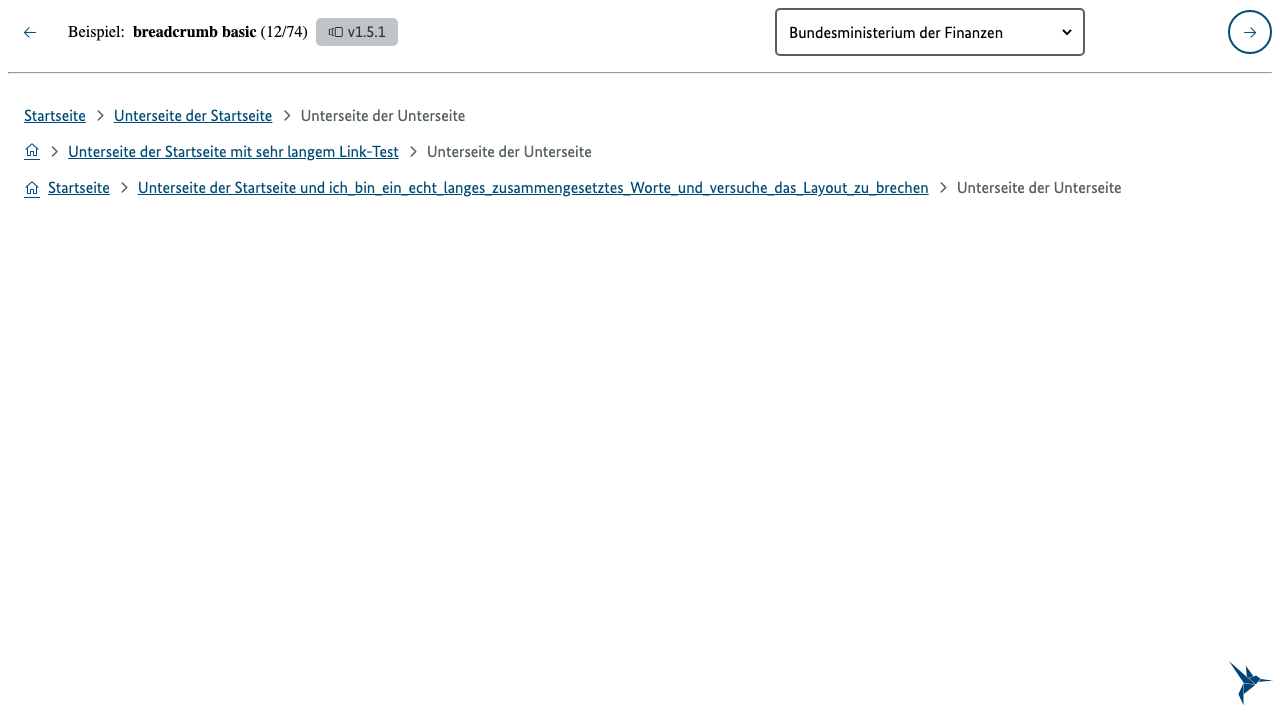 Beispiel: breadcrumb basic (12/74) v1.5.1 Bundesministerium der Finanzen
Startseite Unterseite der Startseite Unterseite der Unterseite
Unterseite der Startseite mit sehr langem Link-Test Unterseite der Unterseite
Startseite Unterseite der Startseite und ich_bin_ein_echt_langes_zusammengesetztes_Worte_und_versuche_das_Layout_zu_brechen Unterseite der Unterseite